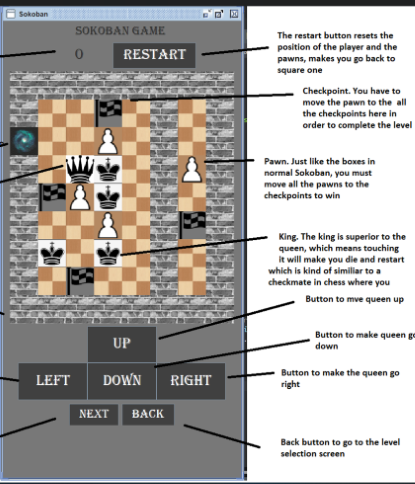 Sokoban
SOKOBAN GAME
0
RESTART
The restart button resets the
position of the player and the
pawns, makes you go back to
square one
Checkpoint. You have to
move the pawn to the all
the checkpoints here in
order to complete the level
Pawn. Just like the boxes in
normal Sokoban, you must
move all the pawns to the
checkpoints to win
King. The king is superior to the
queen, which means touching
it will make you die and restart
which is kind of similiar to a
checkmate in chess where you
Button to mve queen up
UP
Button to make queen go
down
LEFT
DOWN
RIGHT
Button to make the queen go
right
NEXT
BACK
Back button to go to the level
selection screen